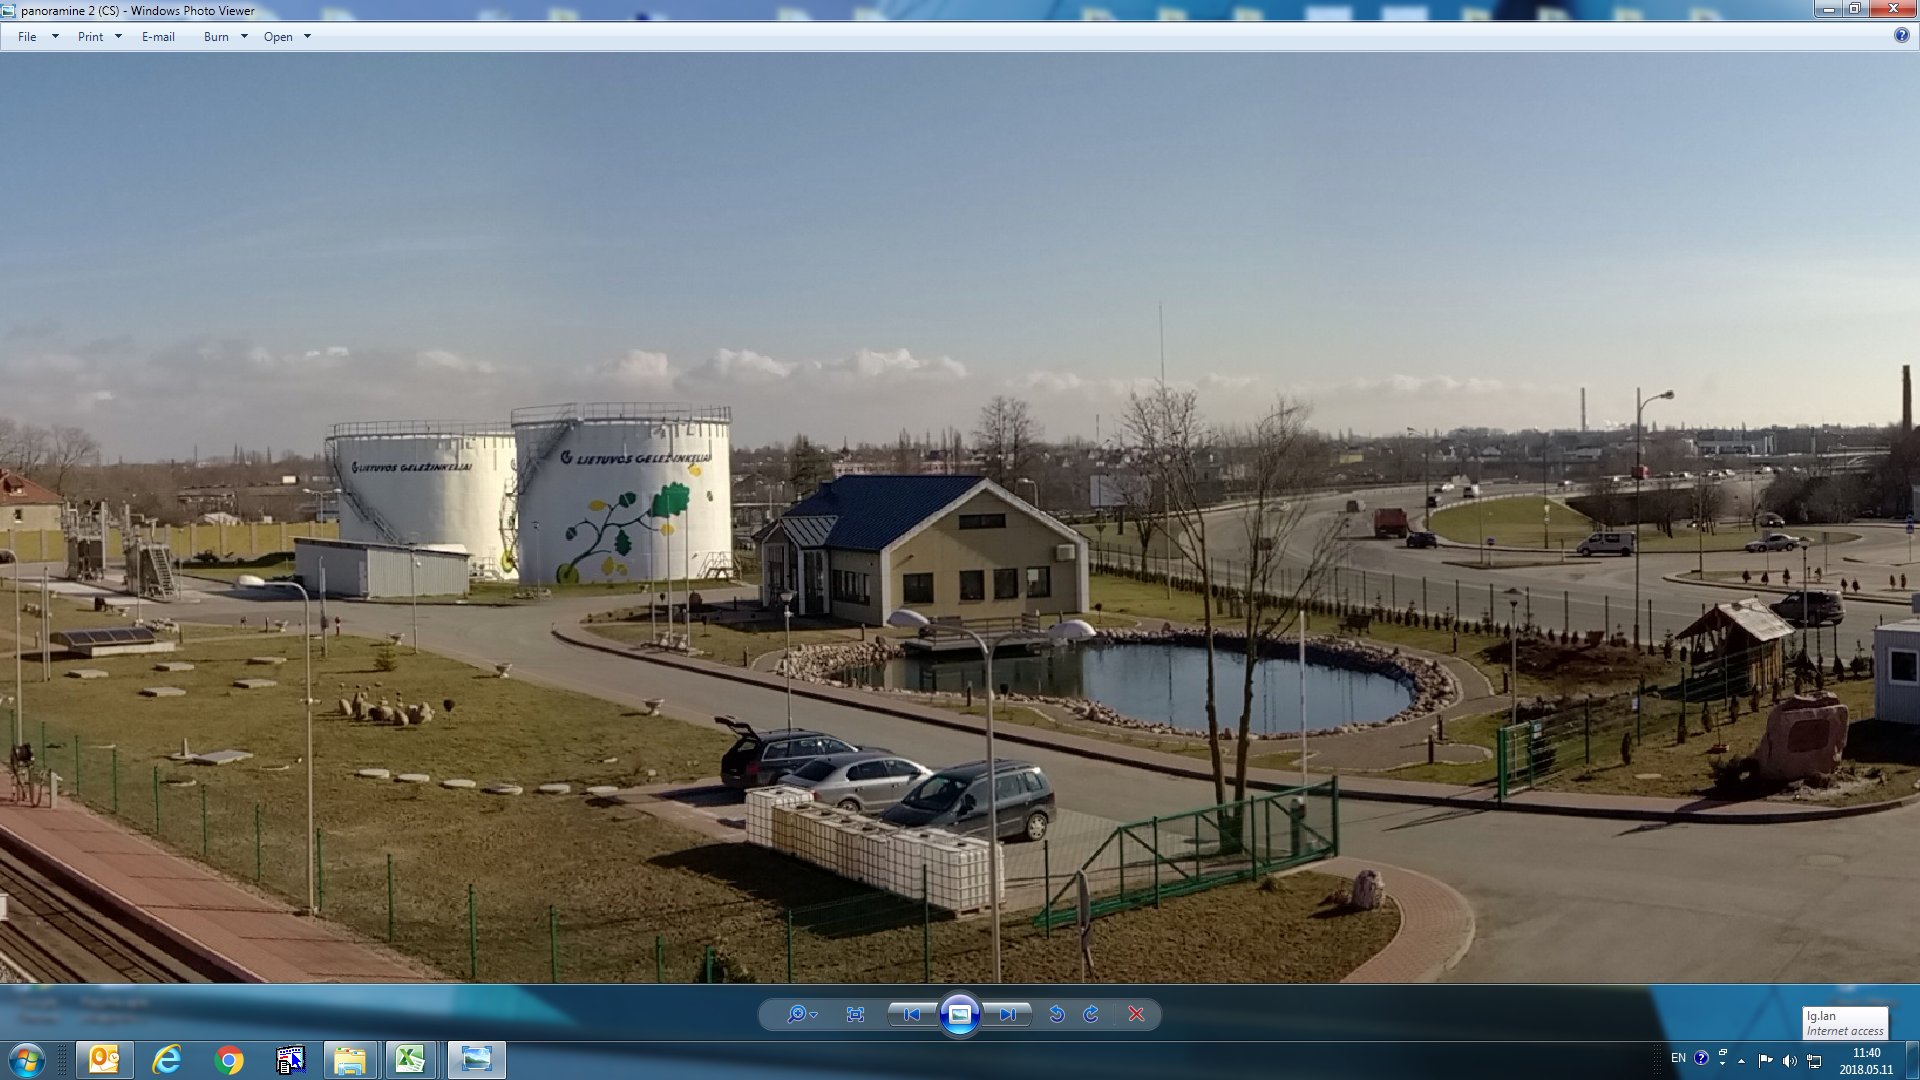 panoramine 2 (CS) - Windows Photo Viewer
File Print E-mail Burn Open
LIETUVOS GELEŽINKELIAI
LIETUVOS GELEŽINKELIAI
lg.lan
Internet access
EN
11:40
2018.05.11